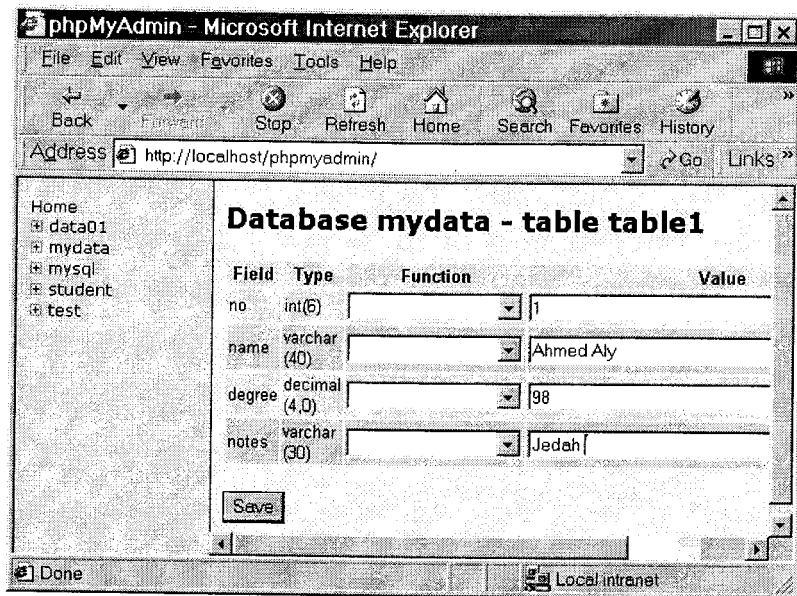 phpMyAdmin - Microsoft Internet Explorer
File Edit View Favorites Tools Help
Back Forward Stop Refresh Home Search Favorites History »
Address http://localhost/phpmyadmin/ Go Links »
Home
data01
mydata
mysql
student
test
Database mydata - table table1
Field Type Function Value
no int(5) 1
name varchar (40) Ahmed Aly
degree decimal (4,0) 98
notes varchar (30) Jedah
Save
Done Local intranet